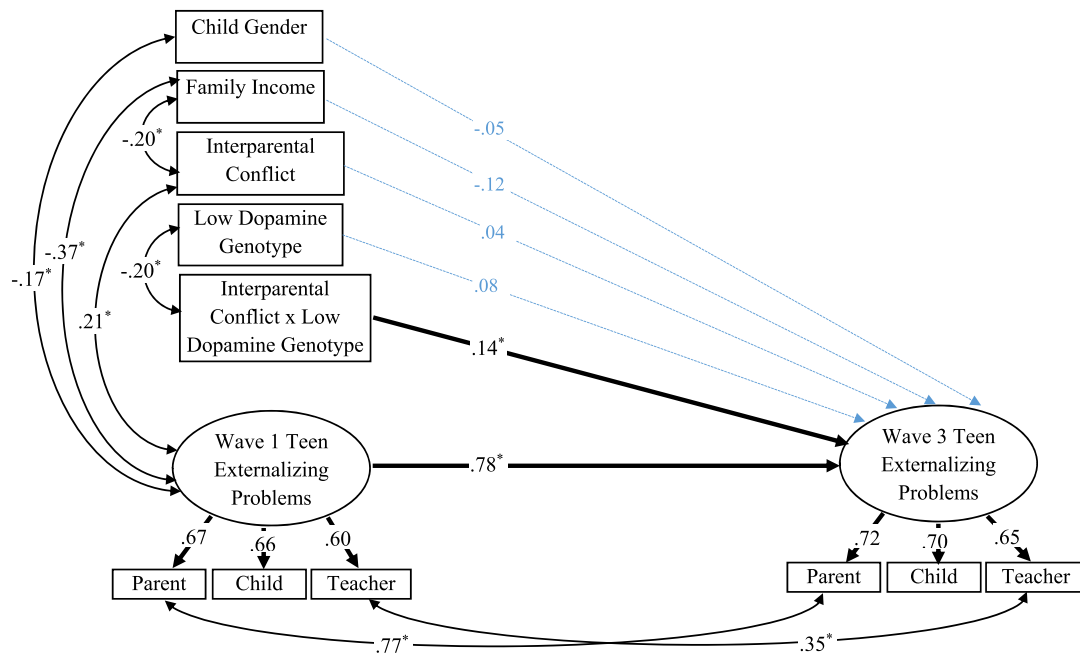 Child Gender
Family Income
Interparental
Conflict
Low Dopamine
Genotype
Interparental
Conflict x Low
Dopamine Genotype
-.20*
-.20*
-.37*
-.17*
.21*
-.05
-.12
.04
.08
.14*
.78*
Wave 1 Teen
Externalizing
Problems
Wave 3 Teen
Externalizing
Problems
.67
.66
.60
.72
.70
.65
Parent
Child
Teacher
Parent
Child
Teacher
.77*
.35*